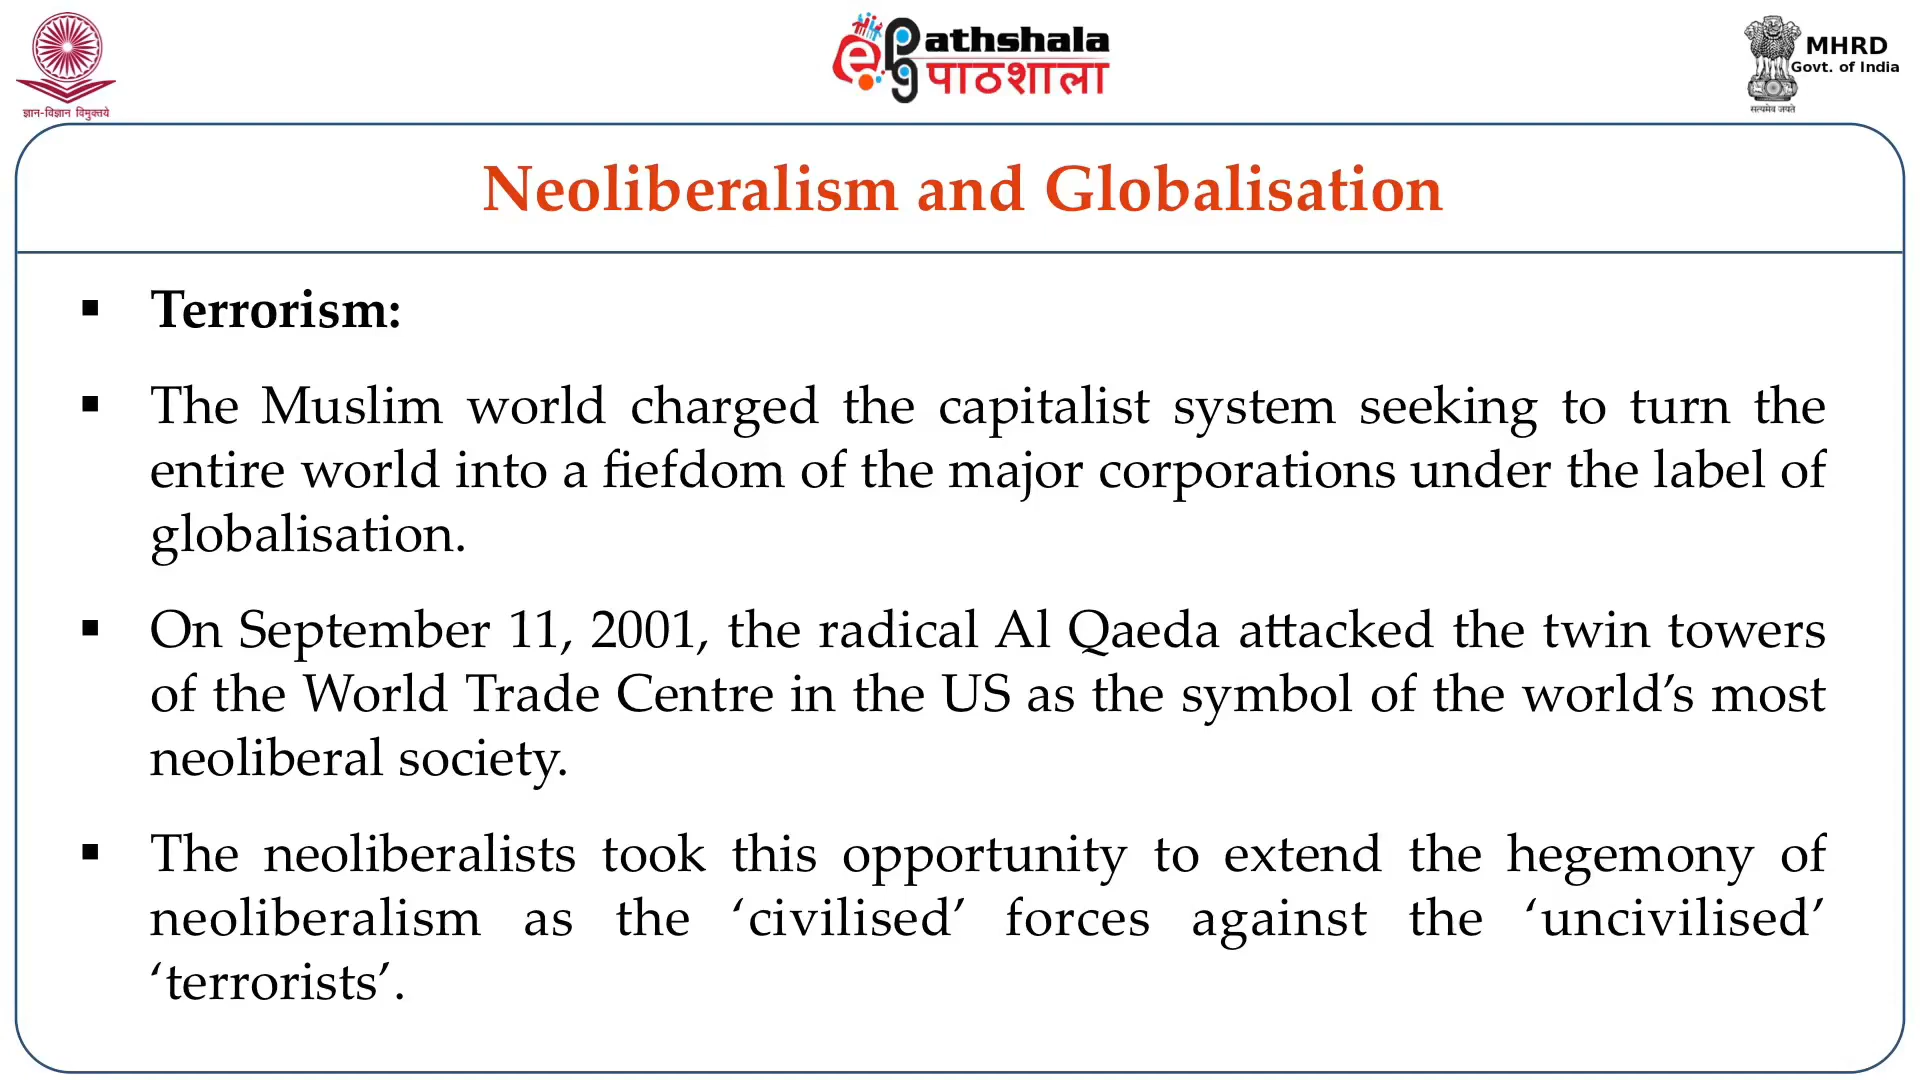 ज्ञान-विज्ञान विमुक्तये
ePG Pathshala
पाठशाला
MHRD
Govt. of India
सत्यमेव जयते
Neoliberalism and Globalisation
▪ Terrorism:
▪ The Muslim world charged the capitalist system seeking to turn the
entire world into a fiefdom of the major corporations under the label of
globalisation.
▪ On September 11, 2001, the radical Al Qaeda attacked the twin towers
of the World Trade Centre in the US as the symbol of the world’s most
neoliberal society.
▪ The neoliberalists took this opportunity to extend the hegemony of
neoliberalism as the ‘civilised’ forces against the ‘uncivilised’
‘terrorists’.